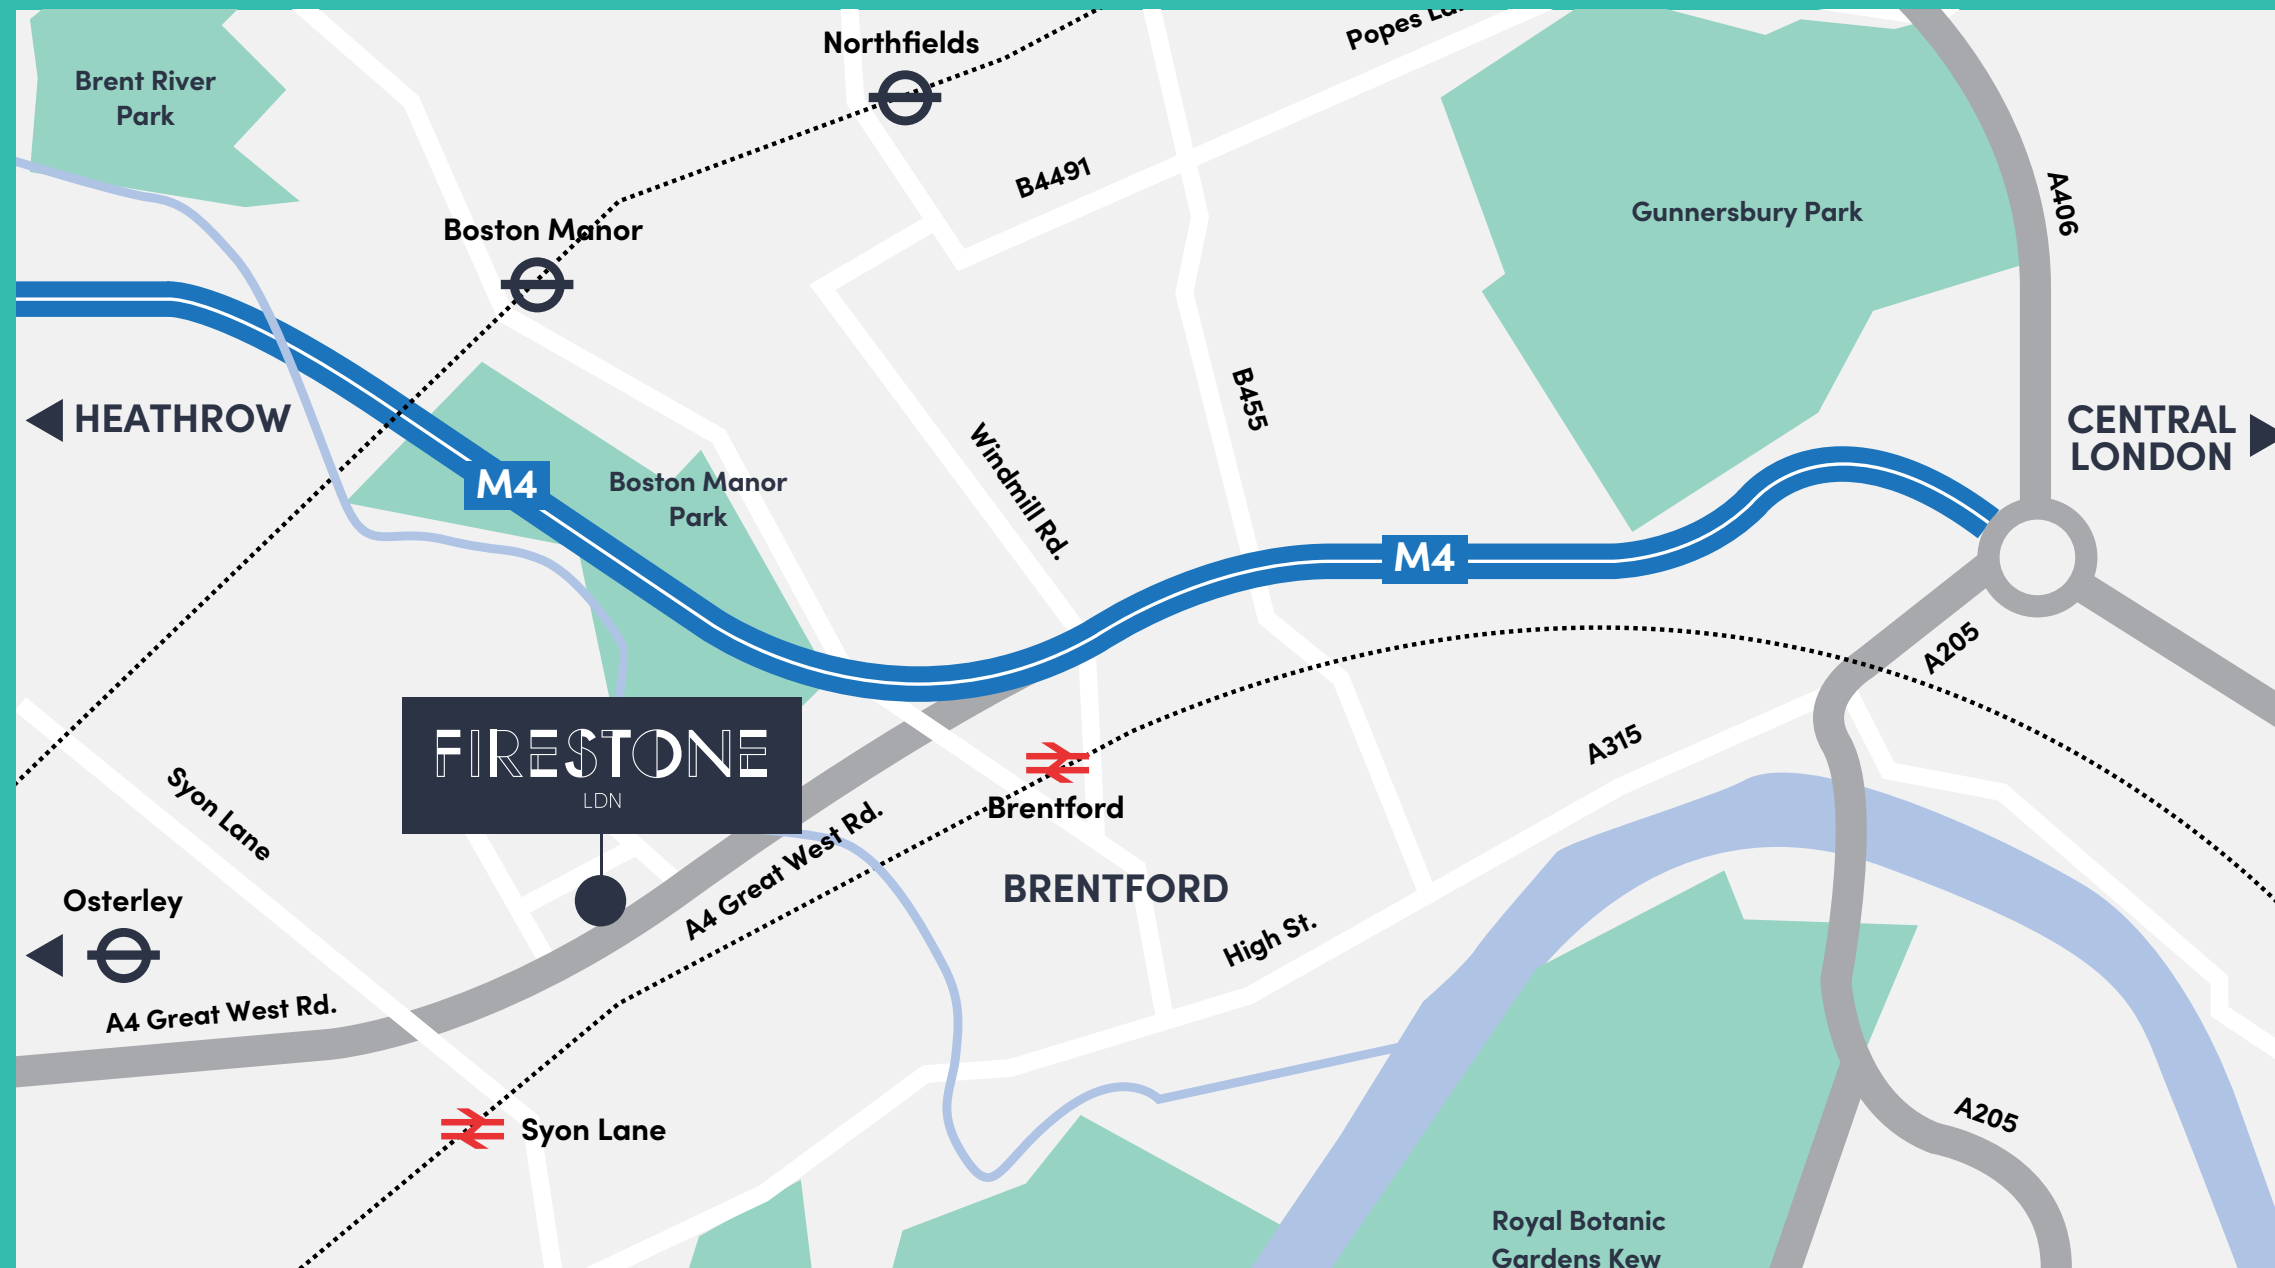 Northfields
Popes
Brent River
Park
B4491
A406
Gunnersbury Park
Boston Manor
HEATHROW
B455
CENTRAL
LONDON
Windmill Rd.
M4
Boston Manor
Park
M4
A205
FIRESTONE
LDN
A315
Syon Lane
Brentford
A4 Great West Rd.
BRENTFORD
Osterley
High St.
A4 Great West Rd.
Syon Lane
A205
Royal Botanic
Gardens Kew